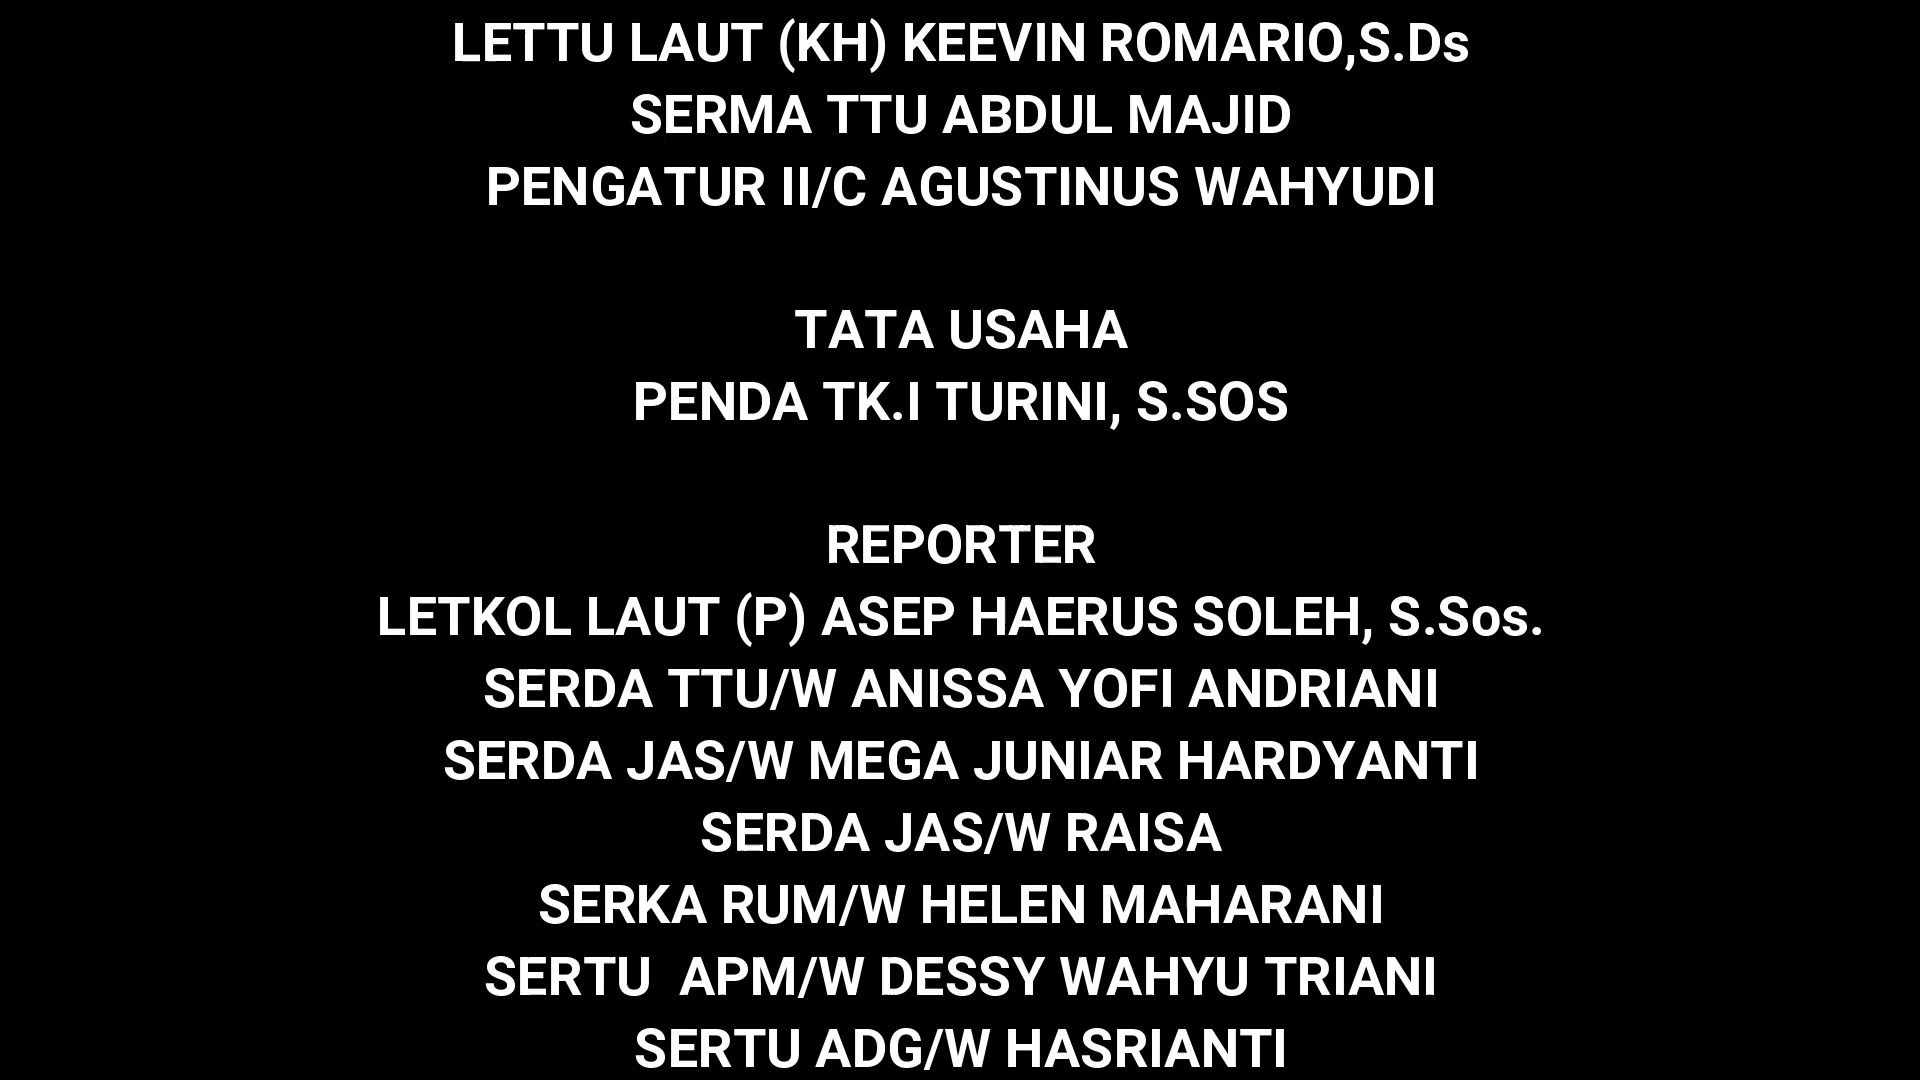 LETTU LAUT (KH) KEEVIN ROMARIO,S.Ds
SERMA TTU ABDUL MAJID
PENGATUR II/C AGUSTINUS WAHYUDI
TATA USAHA
PENDA TK.I TURINI, S.SOS
REPORTER
LETKOL LAUT (P) ASEP HAERUS SOLEH, S.Sos.
SERDA TTU/W ANISSA YOFI ANDRIANI
SERDA JAS/W MEGA JUNIAR HARDYANTI
SERDA JAS/W RAISA
SERKA RUM/W HELEN MAHARANI
SERTU  APM/W DESSY WAHYU TRIANI
SERTU ADG/W HASRIANTI